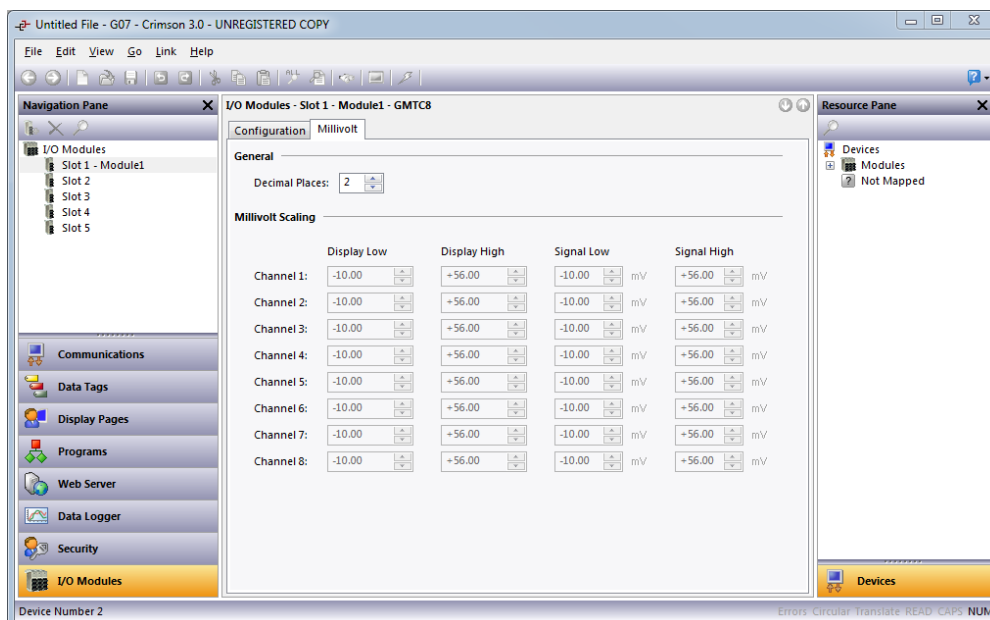 Untitled File - G07 - Crimson 3.0 - UNREGISTERED COPY
File Edit View Go Link Help
Navigation Pane
I/O Modules
Slot 1 - Module1
Slot 2
Slot 3
Slot 4
Slot 5
Communications
Data Tags
Display Pages
Programs
Web Server
Data Logger
Security
I/O Modules
I/O Modules - Slot 1 - Module1 - GMTC8
Configuration Millivolt
General
Decimal Places: 2
Millivolt Scaling
Display Low Display High Signal Low Signal High
Channel 1: -10.00 +56.00 -10.00 mV +56.00 mV
Channel 2: -10.00 +56.00 -10.00 mV +56.00 mV
Channel 3: -10.00 +56.00 -10.00 mV +56.00 mV
Channel 4: -10.00 +56.00 -10.00 mV +56.00 mV
Channel 5: -10.00 +56.00 -10.00 mV +56.00 mV
Channel 6: -10.00 +56.00 -10.00 mV +56.00 mV
Channel 7: -10.00 +56.00 -10.00 mV +56.00 mV
Channel 8: -10.00 +56.00 -10.00 mV +56.00 mV
Resource Pane
Devices
Modules
Not Mapped
Devices
Device Number 2
Errors Circular Translate READ CAPS NUM